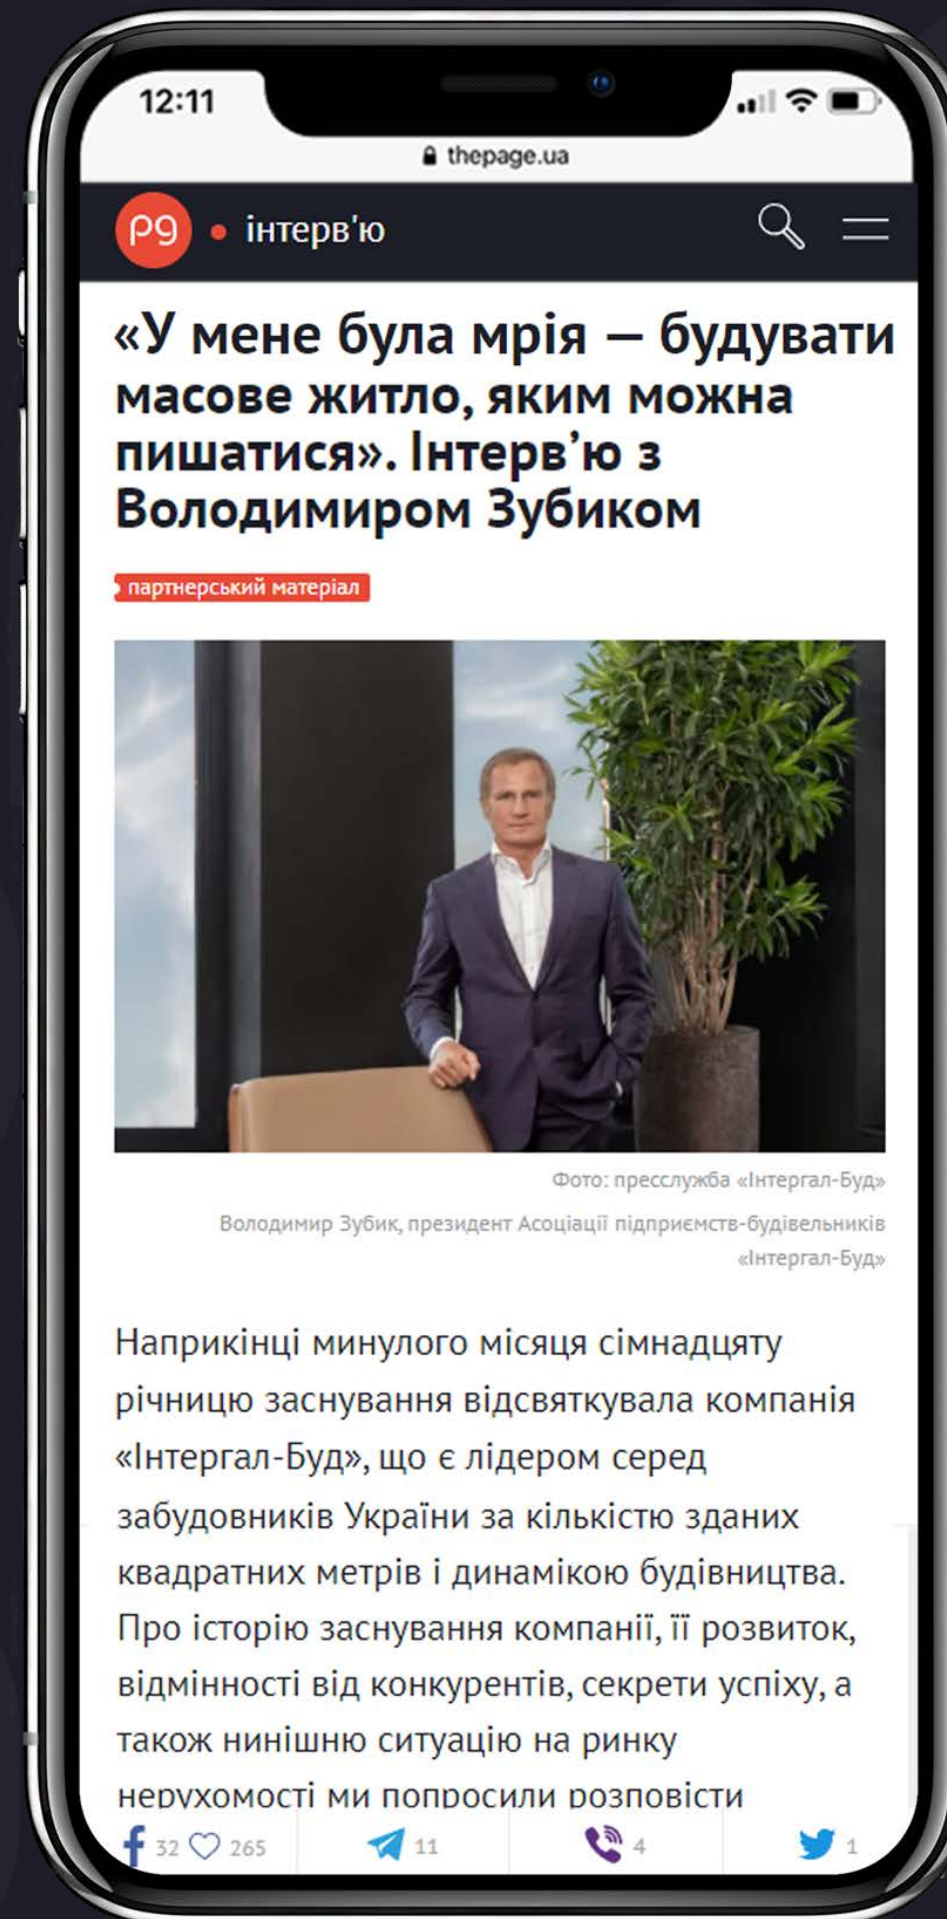 12:11
thepage.ua
pg • інтерв'ю
«У мене була мрія — будувати
масове житло, яким можна
пишатися». Інтерв’ю з
Володимиром Зубиком
партнерський матеріал
Фото: пресслужба «Інтергал-Буд»
Володимир Зубик, президент Асоціації підприємств-будівельників
«Інтергал-Буд»
Наприкінці минулого місяця сімнадцяту
річницю заснування відсвяткувала компанія
«Інтергал-Буд», що є лідером серед
забудовників України за кількістю зданих
квадратних метрів і динамікою будівництва.
Про історію заснування компанії, її розвиток,
відмінності від конкурентів, секрети успіху, а
також нинішню ситуацію на ринку
нерухомості ми попросили розповісти
32 265 11 4 1